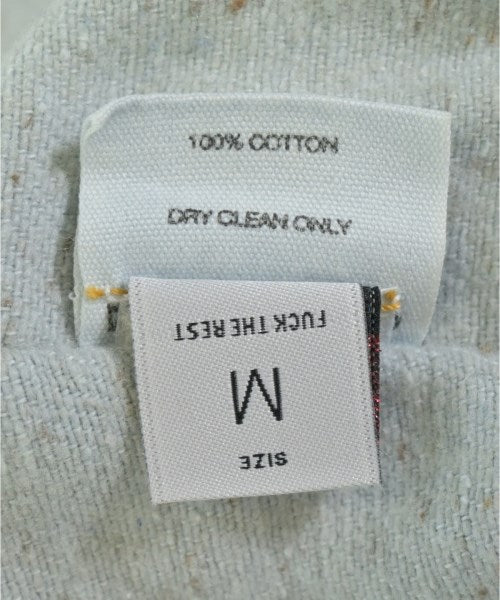 100% COTTON
DRY CLEAN ONLY
SIZE
M
FUCK THE REST